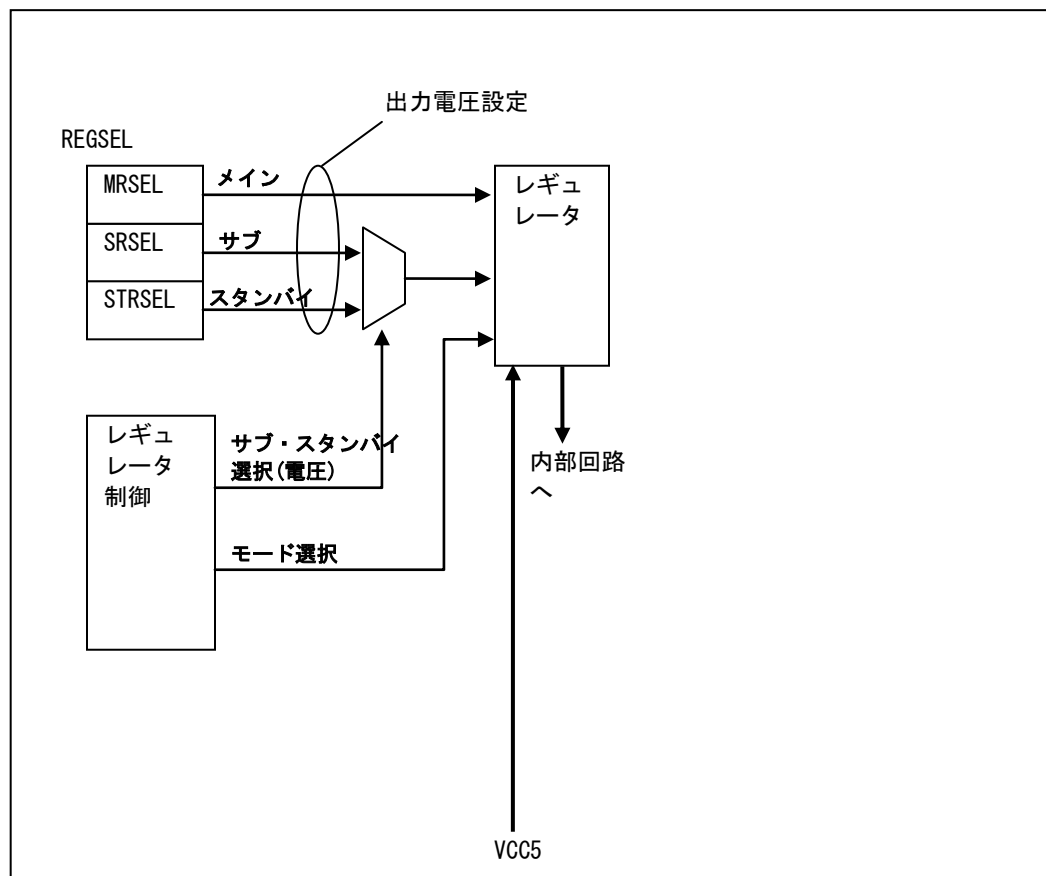 出力電圧設定
REGSEL
MRSEL
メイン
レギュ
レータ
SRSEL
サブ
STRSEL
スタンバイ
レギュ
レータ
制御
サブ・スタンバイ
選択(電圧)
内部回路
へ
モード選択
VCC5